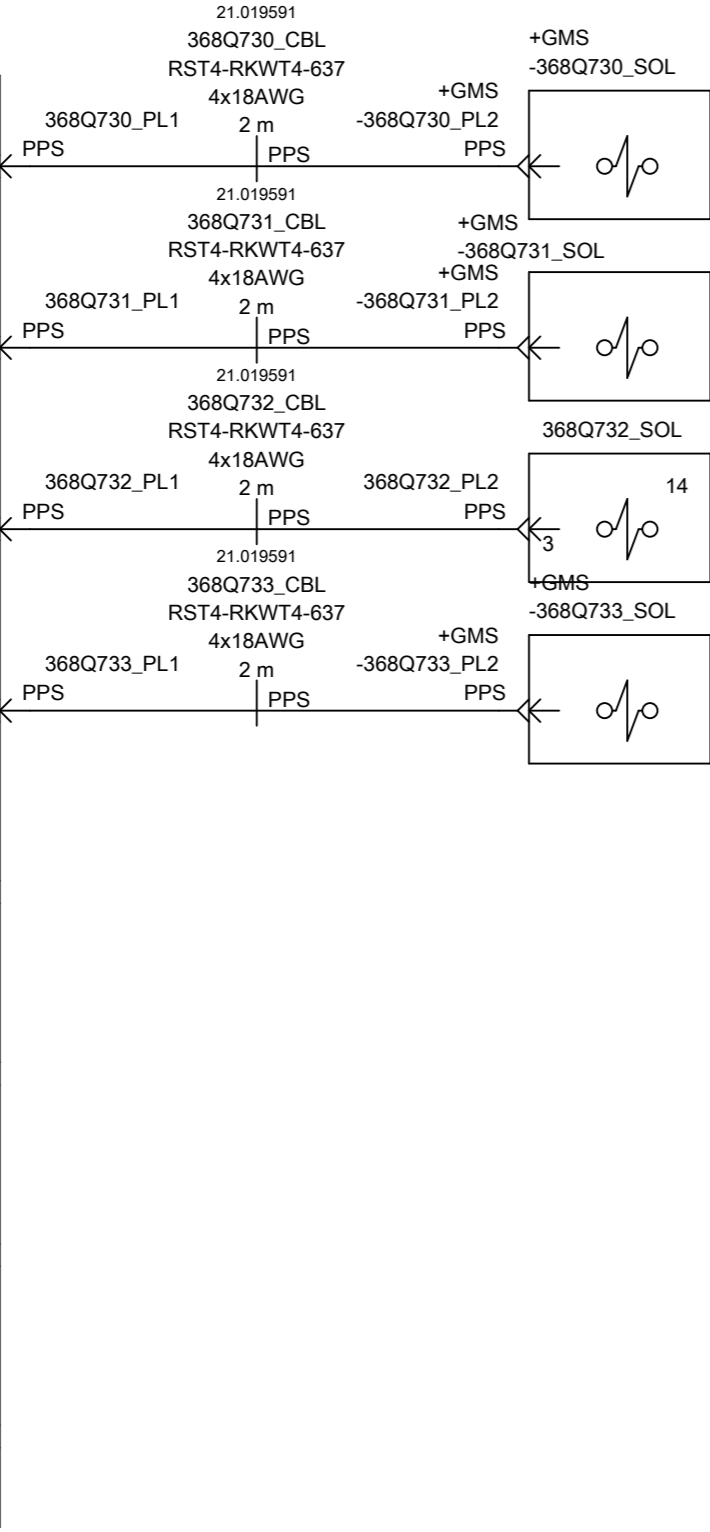 21.019591
368Q730_CBL
RST4-RKWT4-637
4x18AWG
2 m
368Q730_PL1
PPS
PPS
+GMS
-368Q730_PL2
PPS
+GMS
-368Q730_SOL
21.019591
368Q731_CBL
RST4-RKWT4-637
4x18AWG
2 m
368Q731_PL1
PPS
PPS
+GMS
-368Q731_SOL
+GMS
-368Q731_PL2
PPS
21.019591
368Q732_CBL
RST4-RKWT4-637
4x18AWG
2 m
368Q732_PL1
PPS
PPS
368Q732_PL2
PPS
368Q732_SOL
14
3
21.019591
368Q733_CBL
RST4-RKWT4-637
4x18AWG
2 m
368Q733_PL1
PPS
PPS
+GMS
-368Q733_PL2
PPS
+GMS
-368Q733_SOL